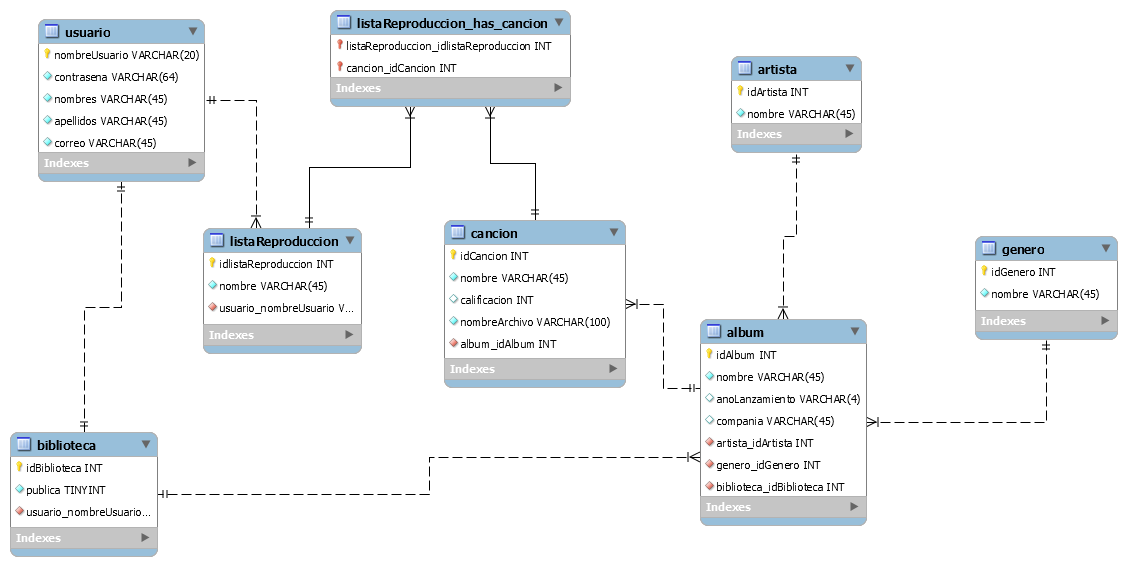 usuario
nombreUsuario VARCHAR(20)
contrasena VARCHAR(64)
nombres VARCHAR(45)
apellidos VARCHAR(45)
correo VARCHAR(45)
Indexes
listaReproduccion_has_cancion
listaReproduccion_idlistaReproduccion INT
cancion_idCancion INT
Indexes
artista
idArtista INT
nombre VARCHAR(45)
Indexes
listaReproduccion
idlistaReproduccion INT
nombre VARCHAR(45)
usuario_nombreUsuario V...
Indexes
cancion
idCancion INT
nombre VARCHAR(45)
calificacion INT
nombreArchivo VARCHAR(100)
album_idAlbum INT
Indexes
genero
idGenero INT
nombre VARCHAR(45)
Indexes
album
idAlbum INT
nombre VARCHAR(45)
anoLanzamiento VARCHAR(4)
compania VARCHAR(45)
artista_idArtista INT
genero_idGenero INT
biblioteca_idBiblioteca INT
Indexes
biblioteca
idBiblioteca INT
publica TINYINT
usuario_nombreUsuario...
Indexes